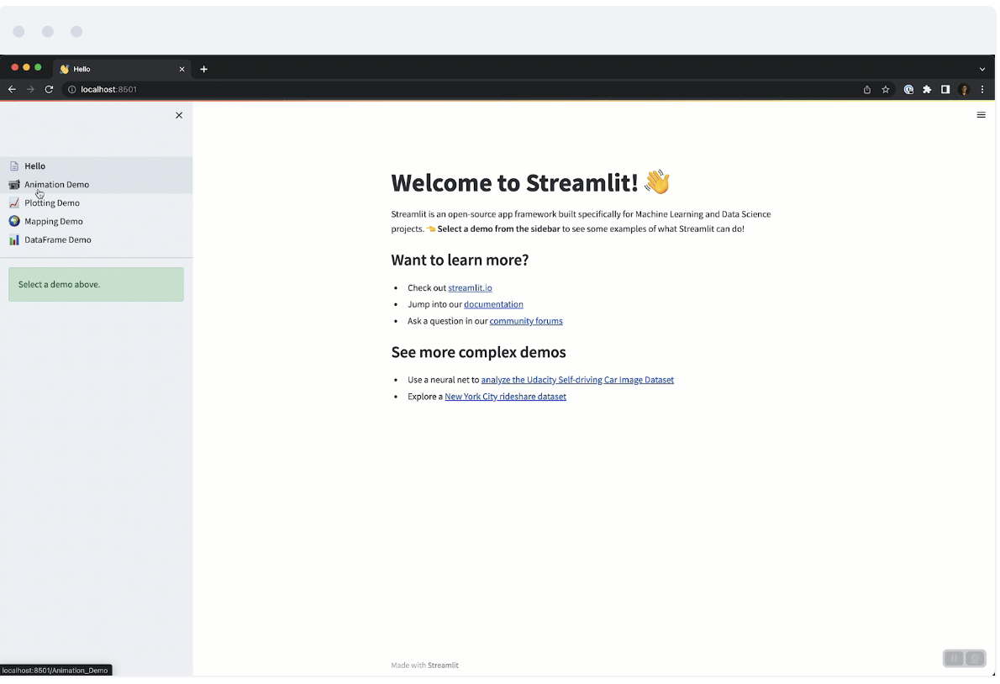 Hello
localhost:8501
Hello
Animation Demo
Plotting Demo
Mapping Demo
DataFrame Demo
Select a demo above.
Welcome to Streamlit! 👋
Streamlit is an open-source app framework built specifically for Machine Learning and Data Science
projects. 👈 Select a demo from the sidebar to see some examples of what Streamlit can do!
Want to learn more?
• Check out streamlit.io
• Jump into our documentation
• Ask a question in our community forums
See more complex demos
• Use a neural net to analyze the Udacity Self-driving Car Image Dataset
• Explore a New York City rideshare dataset
Made with Streamlit
localhost:8501/Animation_Demo